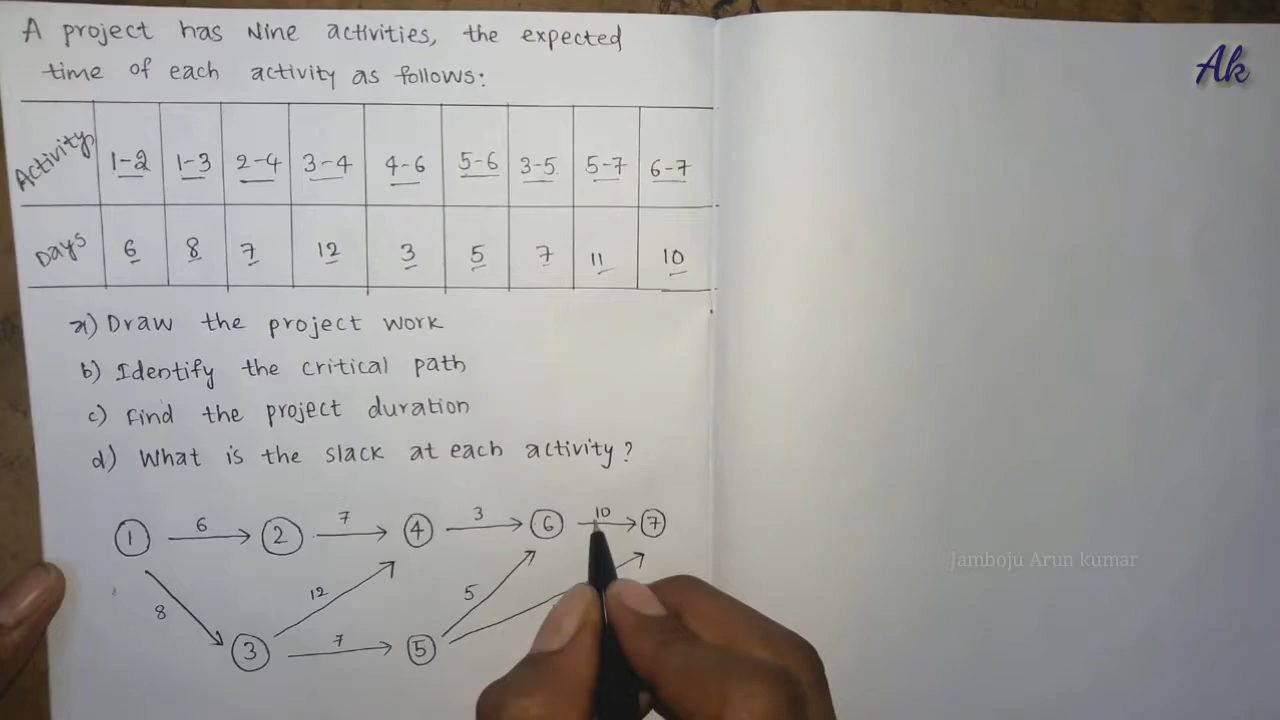 A project has Nine activities, the expected
time of each activity as follows:
Activity 1-2 1-3 2-4 3-4 4-6 5-6 3-5 5-7 6-7
Days 6 8 7 12 3 5 7 11 10
a) Draw the project work
b) Identify the critical path
c) Find the project duration
d) What is the slack at each activity?
1 6 2 7 4 3 6 10 7
8 12 5
3 7 5
Ak
Jamboju Arun kumar